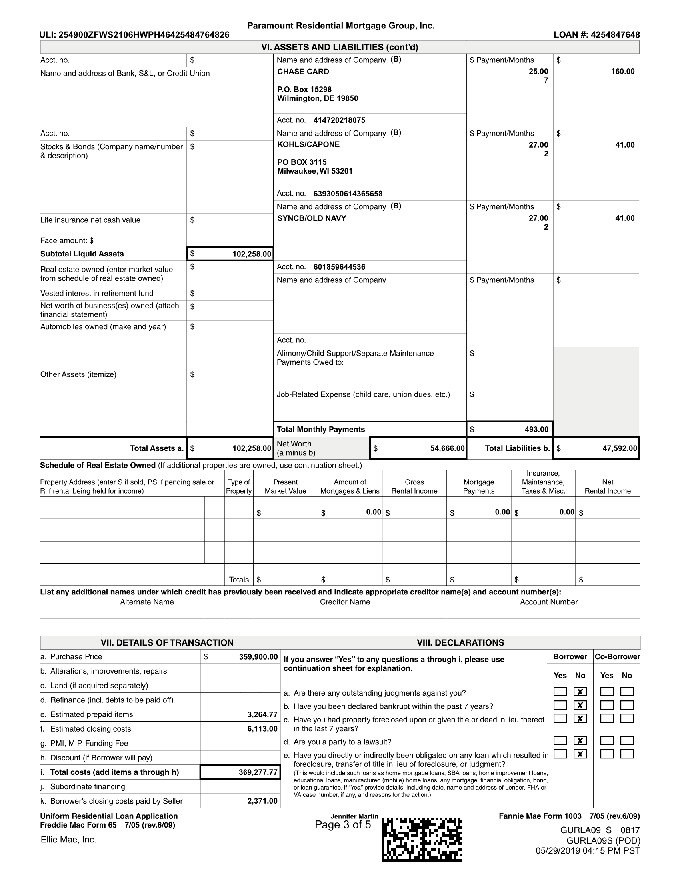 Paramount Residential Mortgage Group, Inc.
ULI: 254900ZFWS2106HWPH46425484764826 LOAN #: 4254847648
VI. ASSETS AND LIABILITIES (cont'd)
Acct. no. $ Name and address of Company (B) $ Payment/Months $
Name and address of Bank, S&L, or Credit Union CHASE CARD 25.00 160.00
7
P.O. Box 15298
Wilmington, DE 19850
Acct. no. 414720218075
Acct. no. $ Name and address of Company (B) $ Payment/Months $
Stocks & Bonds (Company name/number & description) $ KOHLS/CAPONE 27.00 41.00
2
PO BOX 3115
Milwaukee, WI 53201
Acct. no. 6393050614365658
Name and address of Company (B) $ Payment/Months $
Life insurance net cash value $ SYNCB/OLD NAVY 27.00 41.00
2
Face amount: $
Subtotal Liquid Assets $ 102,258.00
Real estate owned (enter market value from schedule of real estate owned) $ Acct. no. 601859644536
Name and address of Company $ Payment/Months $
Vested interest in retirement fund $
Net worth of business(es) owned (attach financial statement) $
Automobiles owned (make and year) $
Acct. no.
Alimony/Child Support/Separate Maintenance Payments Owed to: $
Other Assets (itemize) $
Job-Related Expense (child care, union dues, etc.) $
Total Monthly Payments $ 493.00
Total Assets a. $ 102,258.00 Net Worth (a minus b) $ 54,666.00 Total Liabilities b. $ 47,592.00
Schedule of Real Estate Owned (If additional properties are owned, use continuation sheet.)
Property Address (enter S if sold, PS if pending sale or R if rental being held for income) Type of Property Present Market Value Amount of Mortgages & Liens Gross Rental Income Mortgage Payments Insurance, Maintenance, Taxes & Misc. Net Rental Income
$ $ 0.00 $ $ 0.00 $ 0.00 $
Totals $ $ $ $ $ $
List any additional names under which credit has previously been received and indicate appropriate creditor name(s) and account number(s):
Alternate Name Creditor Name Account Number
VII. DETAILS OF TRANSACTION
a. Purchase Price $ 359,900.00
b. Alterations, improvements, repairs
c. Land (if acquired separately)
d. Refinance (incl. debts to be paid off)
e. Estimated prepaid items 3,264.77
f. Estimated closing costs 6,113.00
g. PMI, MIP, Funding Fee
h. Discount (if Borrower will pay)
i. Total costs (add items a through h) 369,277.77
j. Subordinate financing
k. Borrower's closing costs paid by Seller 2,371.00
VIII. DECLARATIONS
If you answer "Yes" to any questions a through i, please use continuation sheet for explanation.
Borrower Co-Borrower
Yes No Yes No
a. Are there any outstanding judgments against you? X
b. Have you been declared bankrupt within the past 7 years? X
c. Have you had property foreclosed upon or given title or deed in lieu thereof in the last 7 years? X
d. Are you a party to a lawsuit? X
e. Have you directly or indirectly been obligated on any loan which resulted in foreclosure, transfer of title in lieu of foreclosure, or judgment? X
(This would include such loans as home mortgage loans, SBA loans, home improvement loans, educational loans, manufactured (mobile) home loans, any mortgage, financial obligation, bond, or loan guarantee. If "Yes," provide details, including date, name and address of Lender, FHA or VA case number, if any, and reasons for the action.)
Uniform Residential Loan Application
Freddie Mac Form 65 7/05 (rev.6/09)
Ellie Mae, Inc.
Jennifer Martin
Page 3 of 5
Fannie Mae Form 1003 7/05 (rev.6/09)
GURLA09_S 0817
GURLA09S (POD)
05/29/2019 04:15 PM PST